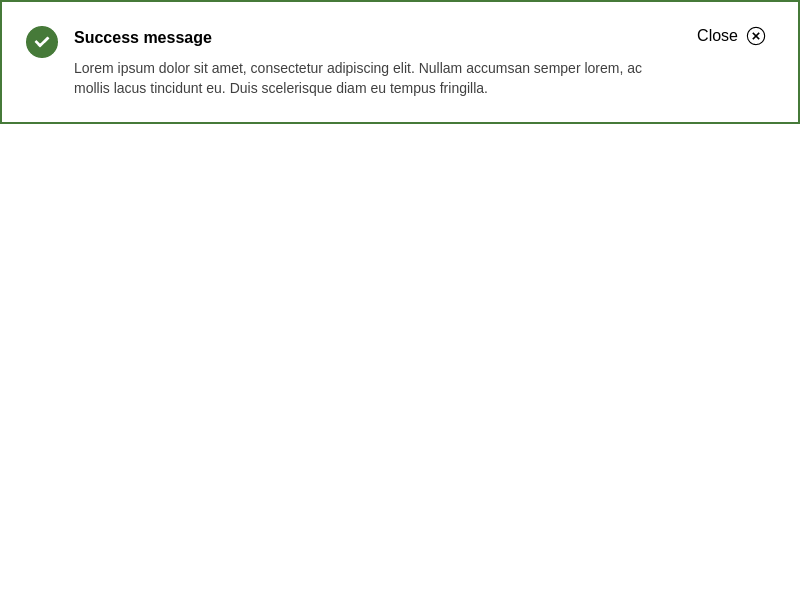 Success message
Close
Lorem ipsum dolor sit amet, consectetur adipiscing elit. Nullam accumsan semper lorem, ac
mollis lacus tincidunt eu. Duis scelerisque diam eu tempus fringilla.